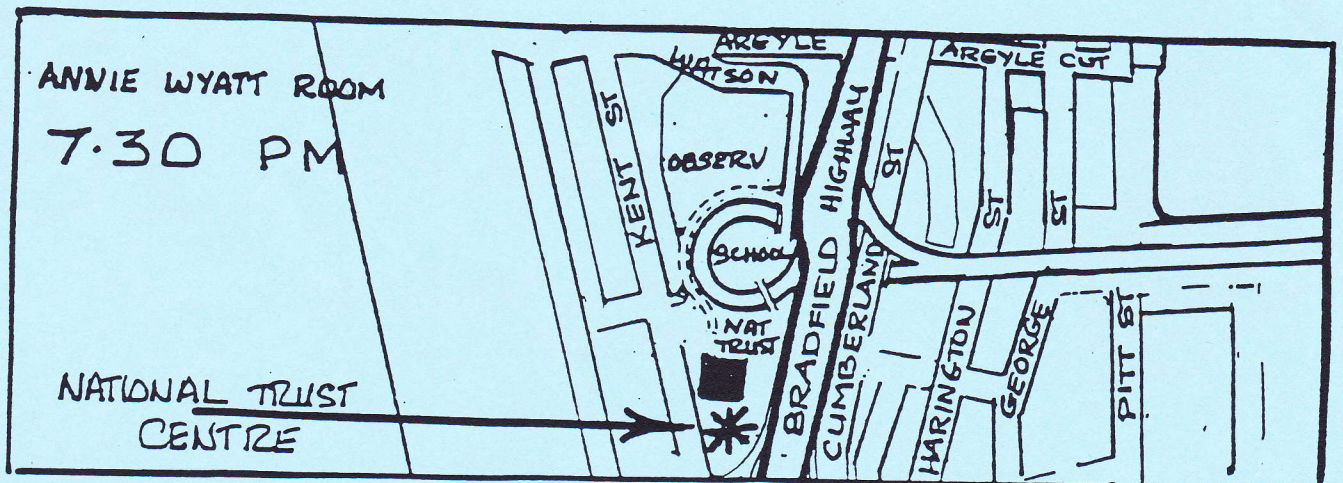 ANNIE WYATT ROOM
7.30 PM
NATIONAL TRUST
CENTRE
ARGYLE
WATSON
ARGYLE CUT
KENT ST
OBSERV
SCHOOL
NAT
TRUST
BRADFIELD HIGHWAY
CUMBERLAND ST
HARRINGTON ST
GEORGE ST
PITT ST